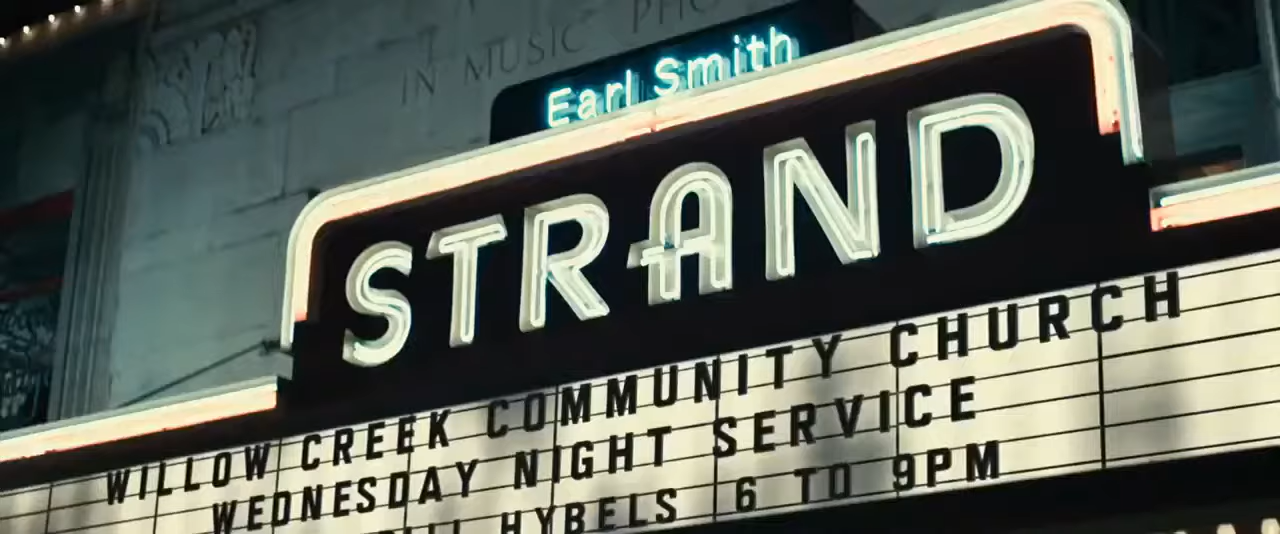 IN MUSIC
Earl Smith
STRAND
WILLOW CREEK COMMUNITY CHURCH
WEDNESDAY NIGHT SERVICE
HYBELS 6 TO 9PM